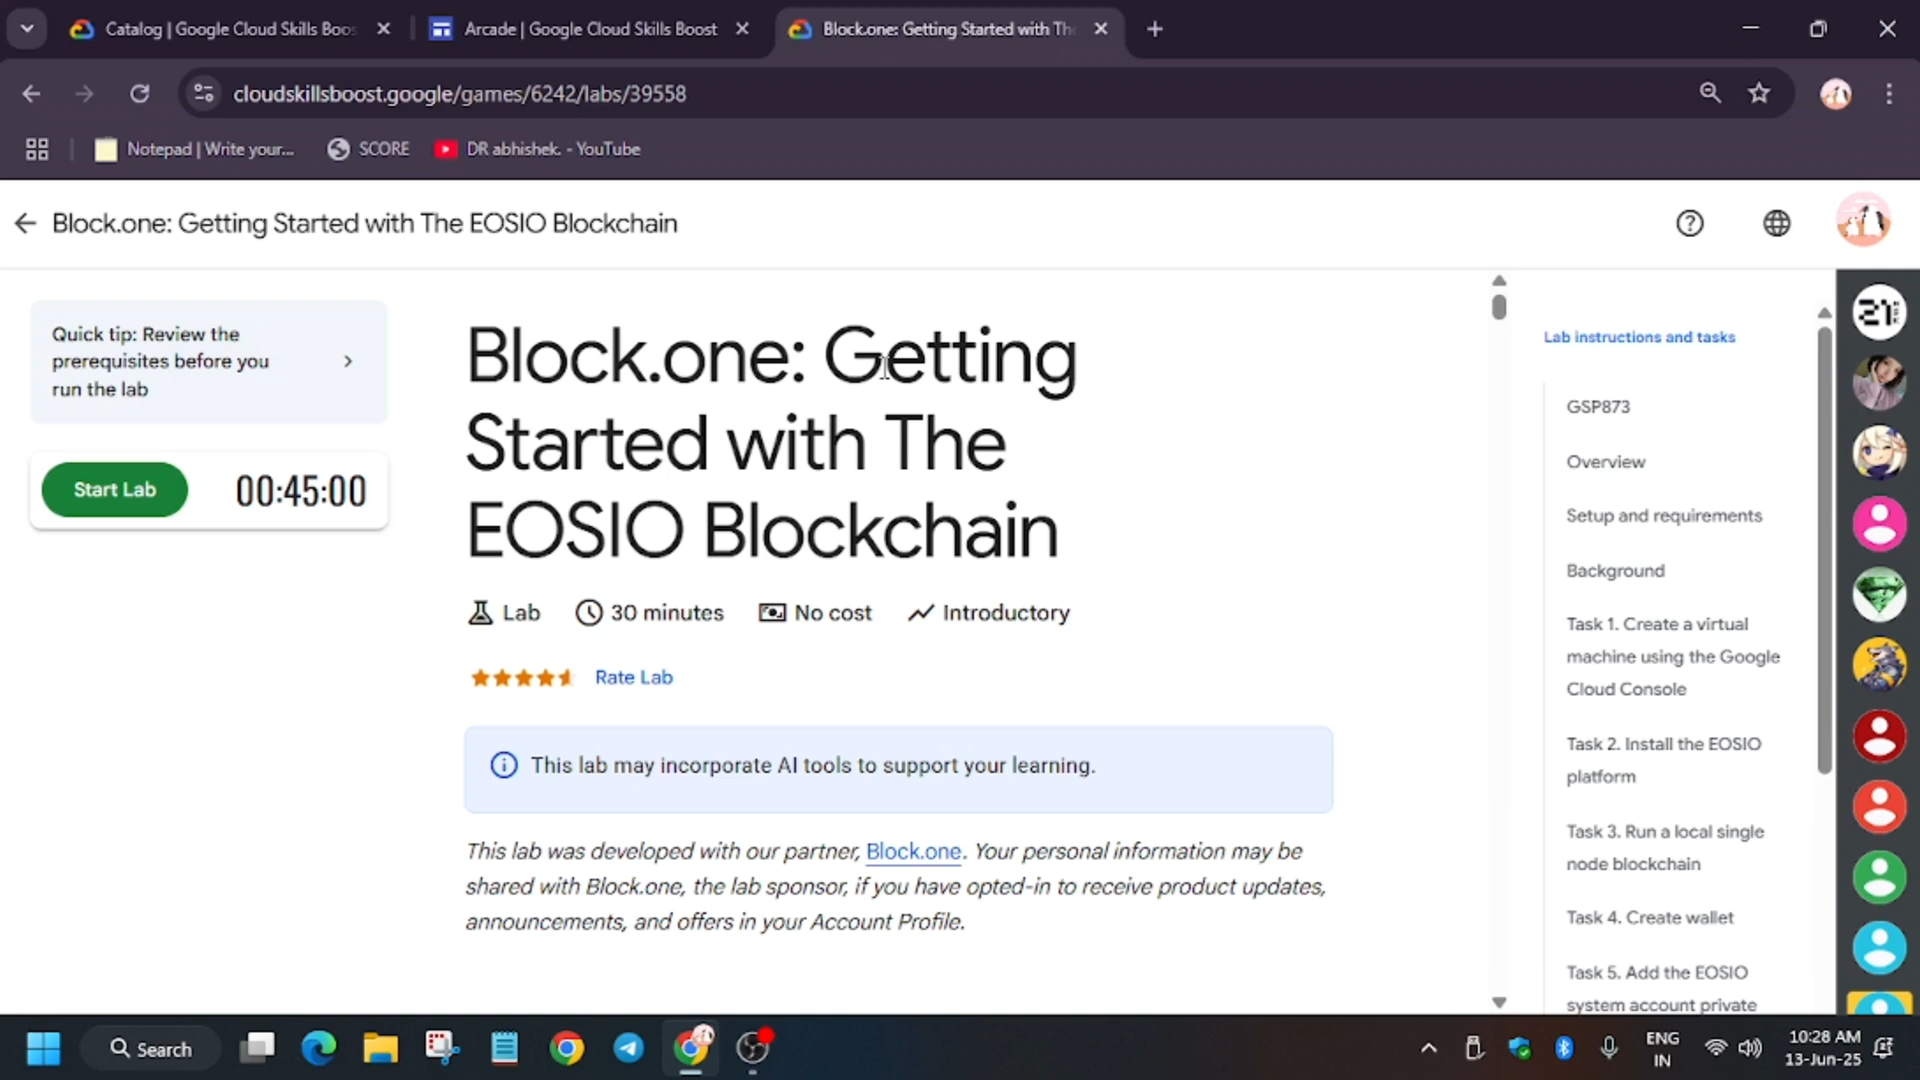 Catalog | Google Cloud Skills Boos
Arcade | Google Cloud Skills Boost
Block.one: Getting Started with The
cloudskillsboost.google/games/6242/labs/39558
Notepad | Write your...
SCORE
DR abhishek. - YouTube
Block.one: Getting Started with The EOSIO Blockchain
Quick tip: Review the
prerequisites before you
run the lab
Start Lab
00:45:00
Block.one: Getting
Started with The
EOSIO Blockchain
Lab
30 minutes
No cost
Introductory
Rate Lab
This lab may incorporate AI tools to support your learning.
This lab was developed with our partner, Block.one. Your personal information may be
shared with Block.one, the lab sponsor, if you have opted-in to receive product updates,
announcements, and offers in your Account Profile.
Lab instructions and tasks
GSP873
Overview
Setup and requirements
Background
Task 1. Create a virtual
machine using the Google
Cloud Console
Task 2. Install the EOSIO
platform
Task 3. Run a local single
node blockchain
Task 4. Create wallet
Task 5. Add the EOSIO
system account private
Search
ENG
IN
10:28 AM
13-Jun-25